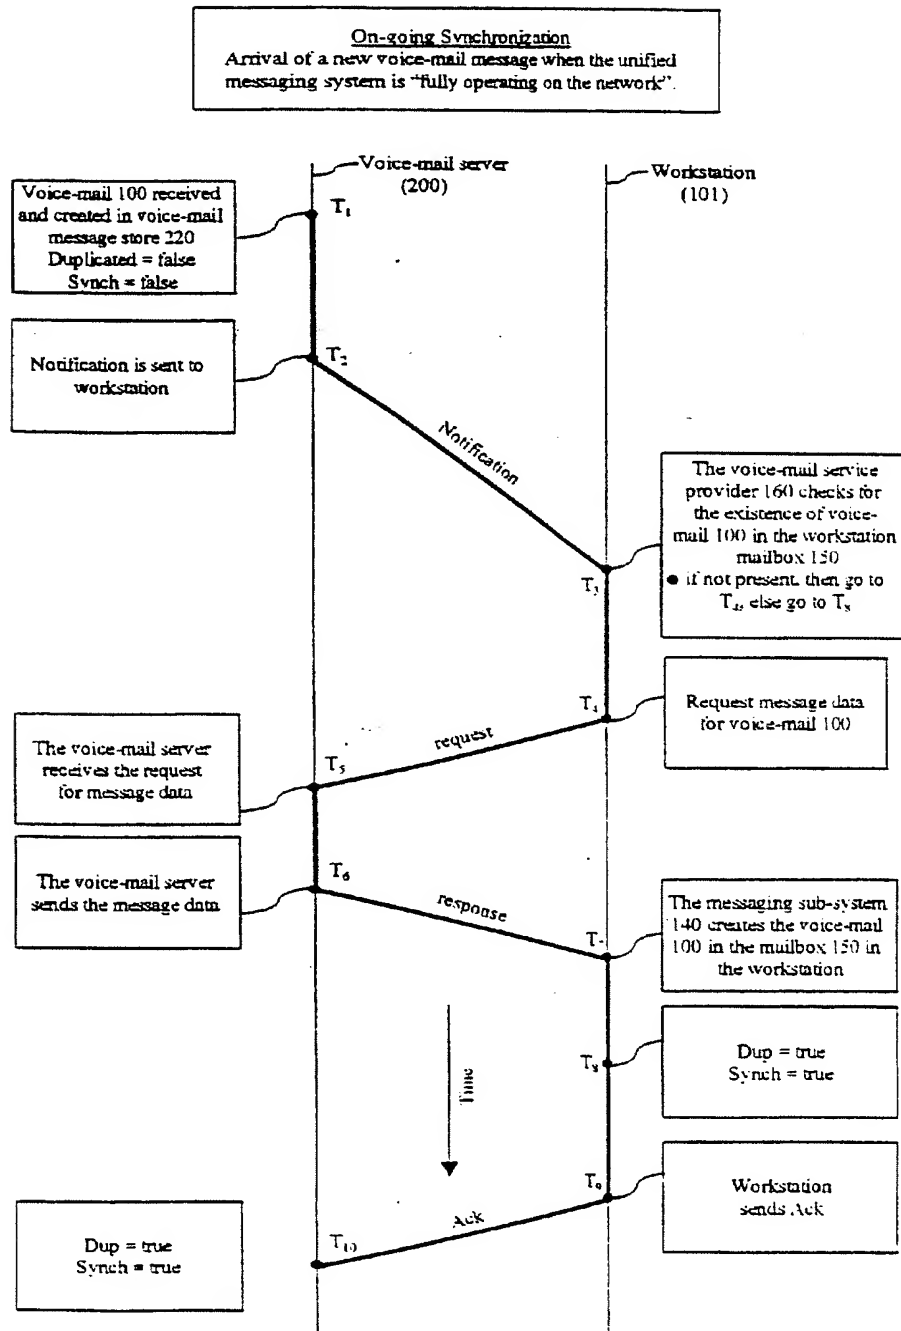 On-going Synchronization
Arrival of a new voice-mail message when the unified
messaging system is "fully operating on the network".
Voice-mail server
(200)
Workstation
(101)
Voice-mail 100 received
and created in voice-mail
message store 220
Duplicated = false
Synch = false
T1
Notification is sent to
workstation
T2
Notification
The voice-mail service
provider 160 checks for
the existence of voice-
mail 100 in the workstation
mailbox 150
● if not present, then go to
T4, else go to T8
T3
T4
Request message data
for voice-mail 100
request
The voice-mail server
receives the request
for message data
T5
The voice-mail server
sends the message data
T6
response
T7
The messaging sub-system
140 creates the voice-mail
100 in the mailbox 150 in
the workstation
Time
T8
Dup = true
Synch = true
T9
Workstation
sends Ack
Ack
T10
Dup = true
Synch = true